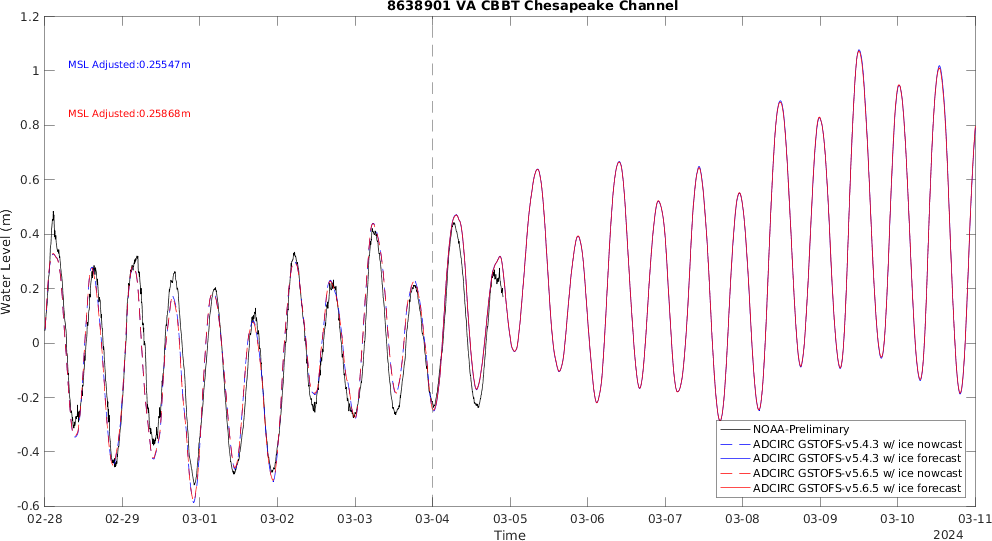 8638901 VA CBBT Chesapeake Channel
1.2
MSL Adjusted:0.25547m
1
MSL Adjusted:0.25868m
0.8
0.6
0.4
0.2
0
-0.2
-0.4
-0.6
Water Level (m)
NOAA-Preliminary
ADCIRC GSTOFS-v5.4.3 w/ ice nowcast
ADCIRC GSTOFS-v5.4.3 w/ ice forecast
ADCIRC GSTOFS-v5.6.5 w/ ice nowcast
ADCIRC GSTOFS-v5.6.5 w/ ice forecast
02-28 02-29 03-01 03-02 03-03 03-04 03-05 03-06 03-07 03-08 03-09 03-10 03-11
Time
2024